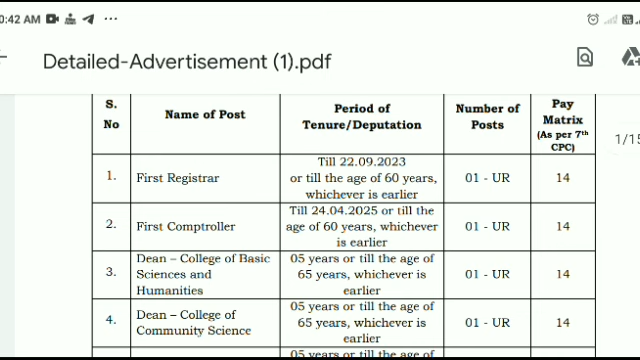 0:42 AM
Detailed-Advertisement (1).pdf
S. No
Name of Post
Period of Tenure/Deputation
Number of Posts
Pay Matrix (As per 7th CPC)
1/15
1.
First Registrar
Till 22.09.2023
or till the age of 60 years,
whichever is earlier
01 - UR
14
2.
First Comptroller
Till 24.04.2025 or till the
age of 60 years, whichever
is earlier
01 - UR
14
3.
Dean – College of Basic
Sciences and
Humanities
05 years or till the age of
65 years, whichever is
earlier
01 - UR
14
4.
Dean – College of
Community Science
05 years or till the age of
65 years, whichever is
earlier
01 - UR
14
05 years or till the age of